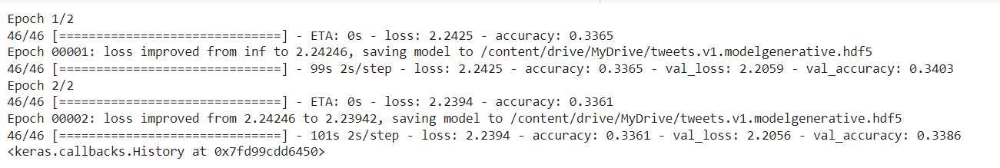 Epoch 1/2
46/46 [==============================] - ETA: 0s - loss: 2.2425 - accuracy: 0.3365
Epoch 00001: loss improved from inf to 2.24246, saving model to /content/drive/MyDrive/tweets.v1.modelgenerative.hdf5
46/46 [==============================] - 99s 2s/step - loss: 2.2425 - accuracy: 0.3365 - val_loss: 2.2059 - val_accuracy: 0.3403
Epoch 2/2
46/46 [==============================] - ETA: 0s - loss: 2.2394 - accuracy: 0.3361
Epoch 00002: loss improved from 2.24246 to 2.23942, saving model to /content/drive/MyDrive/tweets.v1.modelgenerative.hdf5
46/46 [==============================] - 101s 2s/step - loss: 2.2394 - accuracy: 0.3361 - val_loss: 2.2056 - val_accuracy: 0.3386
<keras.callbacks.History at 0x7fd99cdd6450>